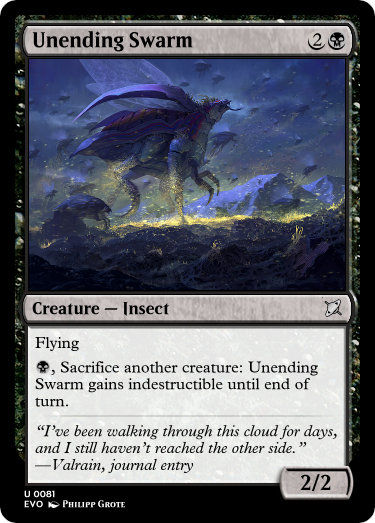 Unending Swarm 2
Creature — Insect
Flying
, Sacrifice another creature: Unending
Swarm gains indestructible until end of
turn.
“I’ve been walking through this cloud for days,
and I still haven’t reached the other side.”
—Valrain, journal entry
2/2
U 0081
EVO Philipp Grote